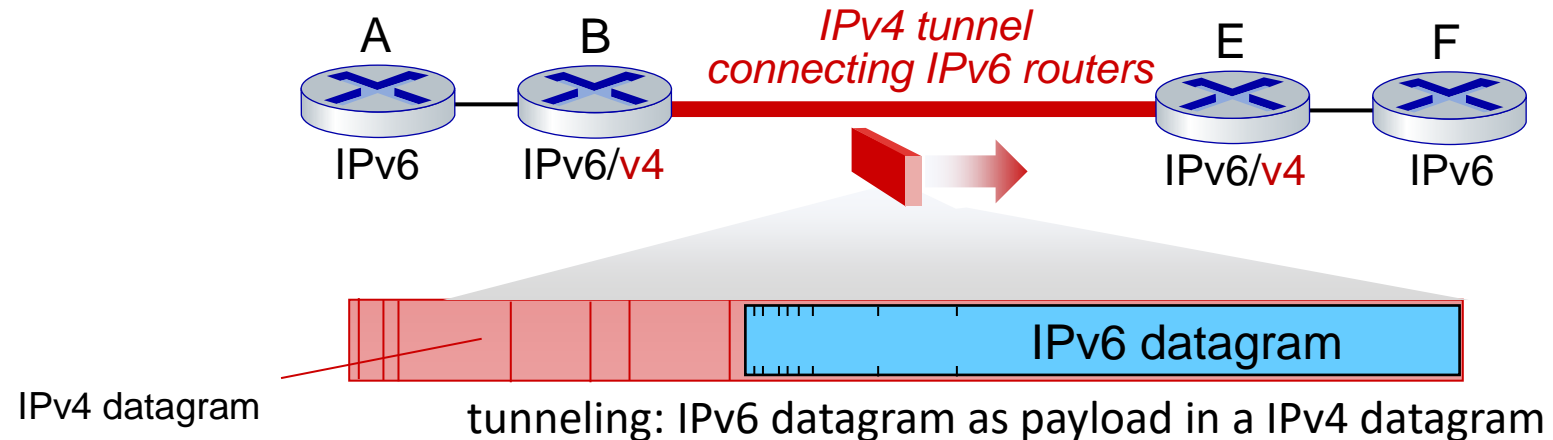 A
B
IPv4 tunnel
connecting IPv6 routers
E
F
IPv6
IPv6/v4
IPv6/v4
IPv6
IPv6 datagram
IPv4 datagram
tunneling: IPv6 datagram as payload in a IPv4 datagram